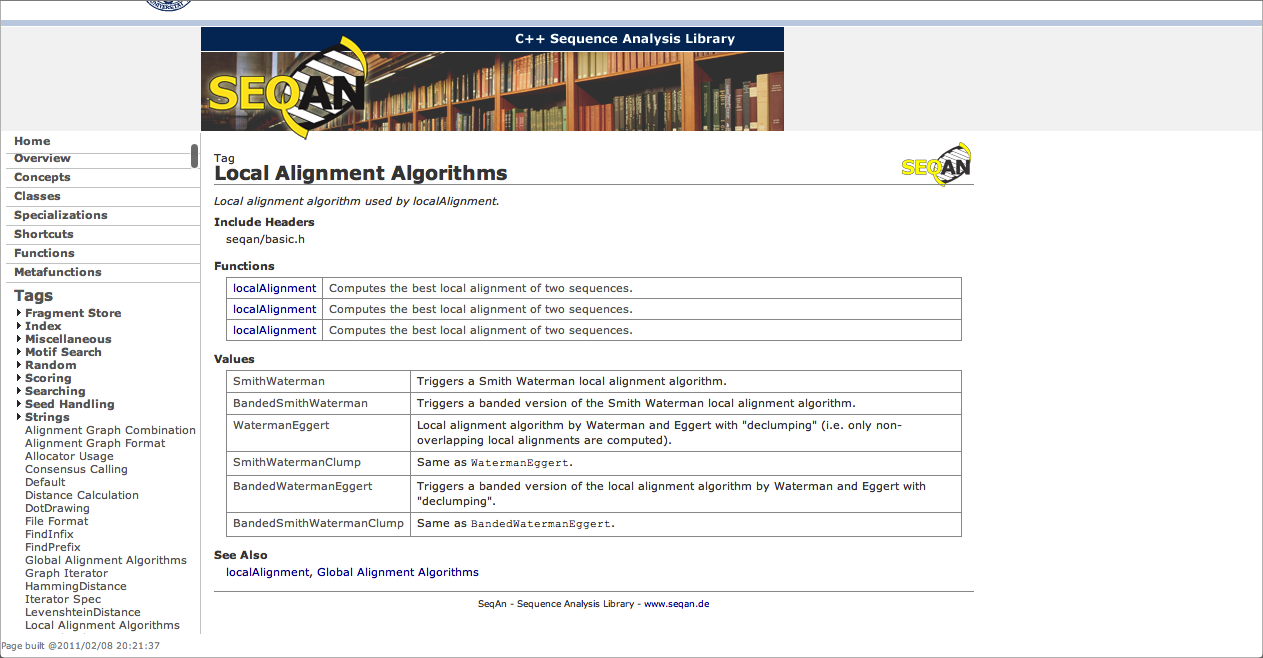 C++ Sequence Analysis Library
SEQAN
Home
Overview
Concepts
Classes
Specializations
Shortcuts
Functions
Metafunctions
Tags
Fragment Store
Index
Miscellaneous
Motif Search
Random
Scoring
Searching
Seed Handling
Strings
Alignment Graph Combination
Alignment Graph Format
Allocator Usage
Consensus Calling
Default
Distance Calculation
DotDrawing
File Format
FindInfix
FindPrefix
Global Alignment Algorithms
Graph Iterator
HammingDistance
Iterator Spec
LevenshteinDistance
Local Alignment Algorithms
Page built @2011/02/08 20:21:37
Tag
Local Alignment Algorithms
SEQAN
Local alignment algorithm used by localAlignment.
Include Headers
seqan/basic.h
Functions
localAlignment Computes the best local alignment of two sequences.
localAlignment Computes the best local alignment of two sequences.
localAlignment Computes the best local alignment of two sequences.
Values
SmithWaterman Triggers a Smith Waterman local alignment algorithm.
BandedSmithWaterman Triggers a banded version of the Smith Waterman local alignment algorithm.
WatermanEggert Local alignment algorithm by Waterman and Eggert with "declumping" (i.e. only non-
overlapping local alignments are computed).
SmithWatermanClump Same as WatermanEggert.
BandedWatermanEggert Triggers a banded version of the local alignment algorithm by Waterman and Eggert with
"declumping".
BandedSmithWatermanClump Same as BandedWatermanEggert.
See Also
localAlignment, Global Alignment Algorithms
SeqAn - Sequence Analysis Library - www.seqan.de